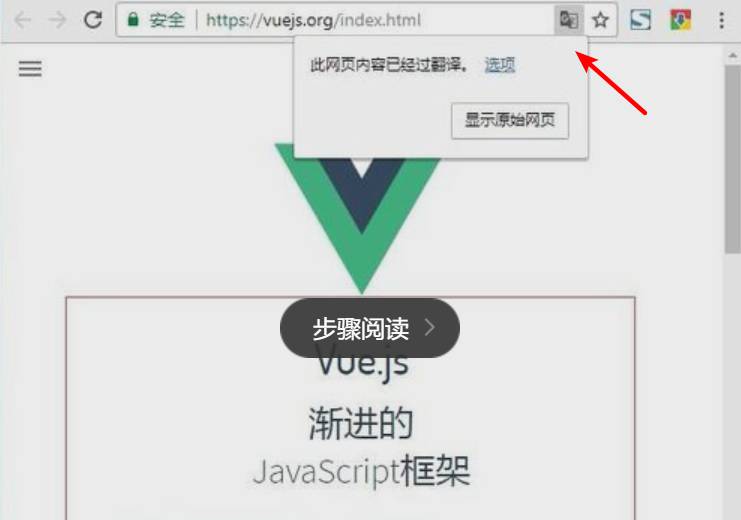 安全 | https://vuejs.org/index.html
此网页内容已经过翻译。 选项
显示原始网页
步骤阅读
Vue.js
渐进的
JavaScript框架